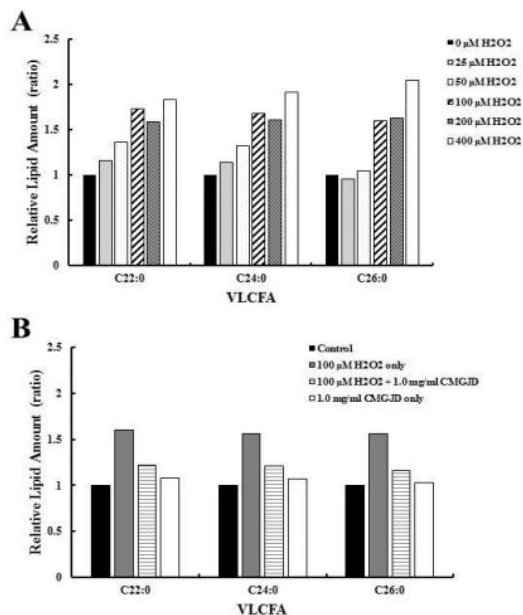 A
2.5
2
1.5
1
0.5
0
Relative Lipid Amount (ratio)
C22:0 C24:0 C26:0
VLCFA
0 µM H2O2
25 µM H2O2
50 µM H2O2
100 µM H2O2
200 µM H2O2
400 µM H2O2
B
2.5
2
1.5
1
0.5
0
Relative Lipid Amount (ratio)
C22:0 C24:0 C26:0
VLCFA
Control
100 µM H2O2 only
100 µM H2O2 + 1.0 mg/ml CMGJD
1.0 mg/ml CMGJD only